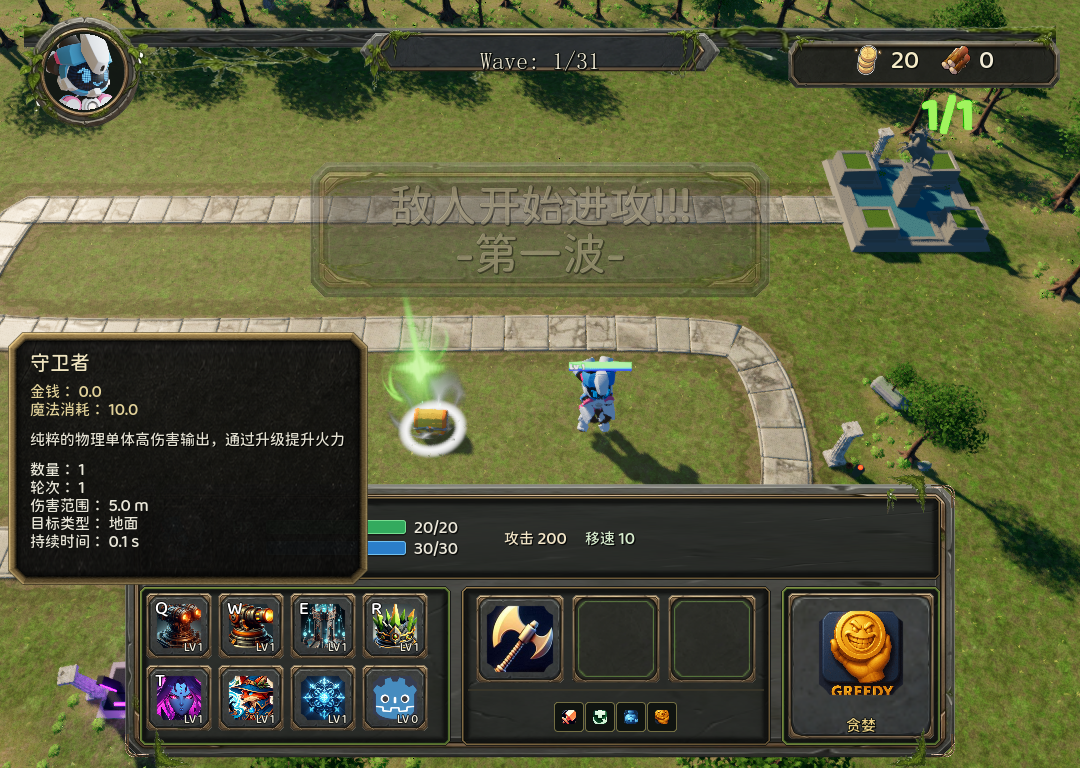 Wave: 1/31
20
0
1/1
敌人开始进攻!!!
-第一波-
守卫者
金钱： 0.0
魔法消耗： 10.0
纯粹的物理单体高伤害输出，通过升级提升火力
数量： 1
轮次： 1
伤害范围： 5.0 m
目标类型： 地面
持续时间： 0.1 s
20/20
30/30
攻击 200 移速 10
Q LV 1
W LV 1
E LV 1
R LV 1
T LV 1
LV 1
LV 1
LV 0
GREEDY
贪婪